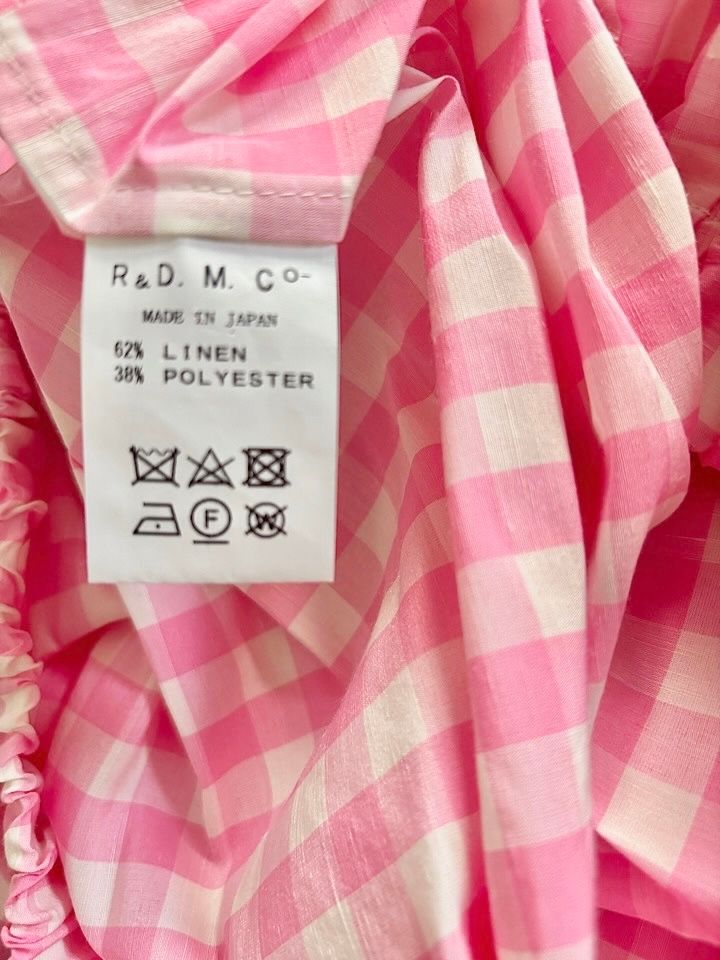 R&D. M. Co-
MADE IN JAPAN
62% LINEN
38% POLYESTER
F W